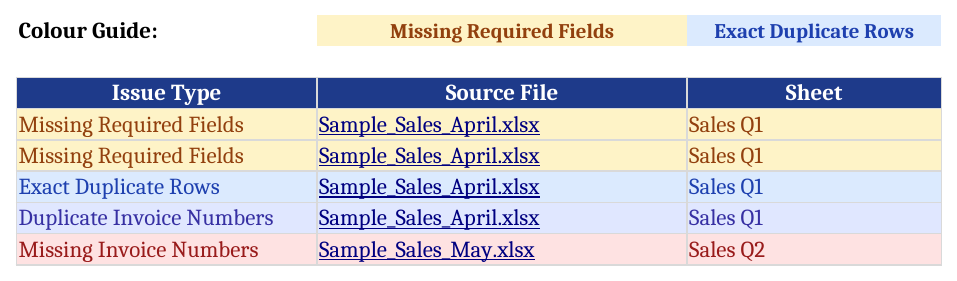 Colour Guide: Missing Required Fields Exact Duplicate Rows
Issue Type Source File Sheet
Missing Required Fields Sample_Sales_April.xlsx Sales Q1
Missing Required Fields Sample_Sales_April.xlsx Sales Q1
Exact Duplicate Rows Sample_Sales_April.xlsx Sales Q1
Duplicate Invoice Numbers Sample_Sales_April.xlsx Sales Q1
Missing Invoice Numbers Sample_Sales_May.xlsx Sales Q2